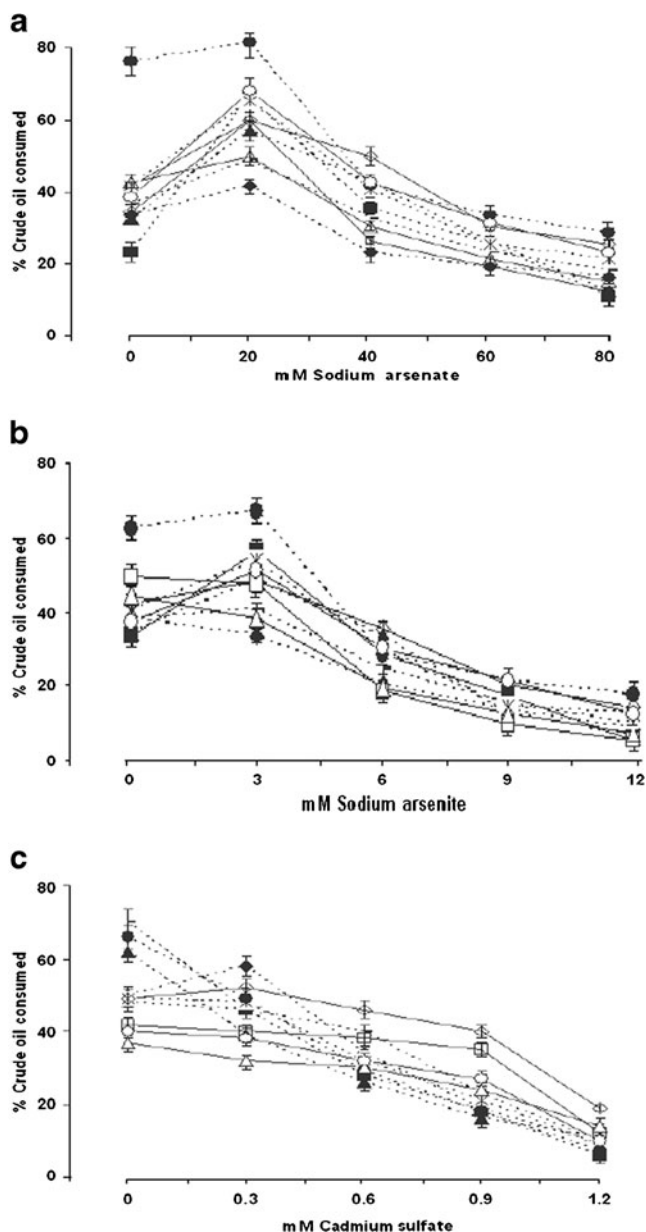 a
% Crude oil consumed
80
60
40
20
0
0 20 40 60 80
mM Sodium arsenate
b
% Crude oil consumed
80
60
40
20
0
0 3 6 9 12
mM Sodium arsenite
c
% Crude oil consumed
80
60
40
20
0
0 0.3 0.6 0.9 1.2
mM Cadmium sulfate